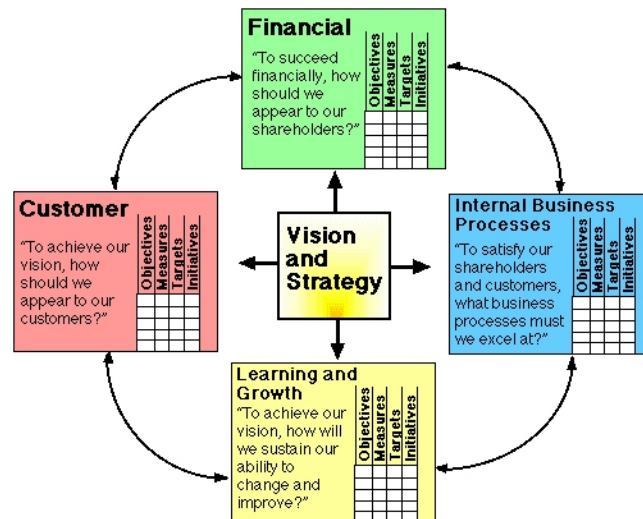 Financial
“To succeed
financially, how
should we
appear to our
shareholders?”
Objectives
Measures
Targets
Initiatives
Customer
“To achieve our
vision, how
should we
appear to our
customers?”
Objectives
Measures
Targets
Initiatives
Vision
and
Strategy
Internal Business
Processes
“To satisfy our
shareholders
and customers,
what business
processes must
we excel at?”
Objectives
Measures
Targets
Initiatives
Learning and
Growth
“To achieve our
vision, how will
we sustain our
ability to
change and
improve?”
Objectives
Measures
Targets
Initiatives